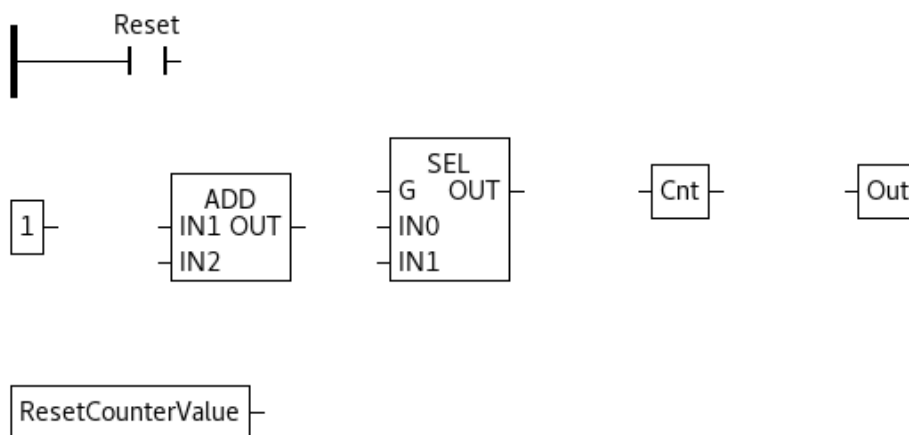 Reset
SEL
G OUT
IN0
IN1
ADD
IN1 OUT
IN2
1
Cnt
Out
ResetCounterValue